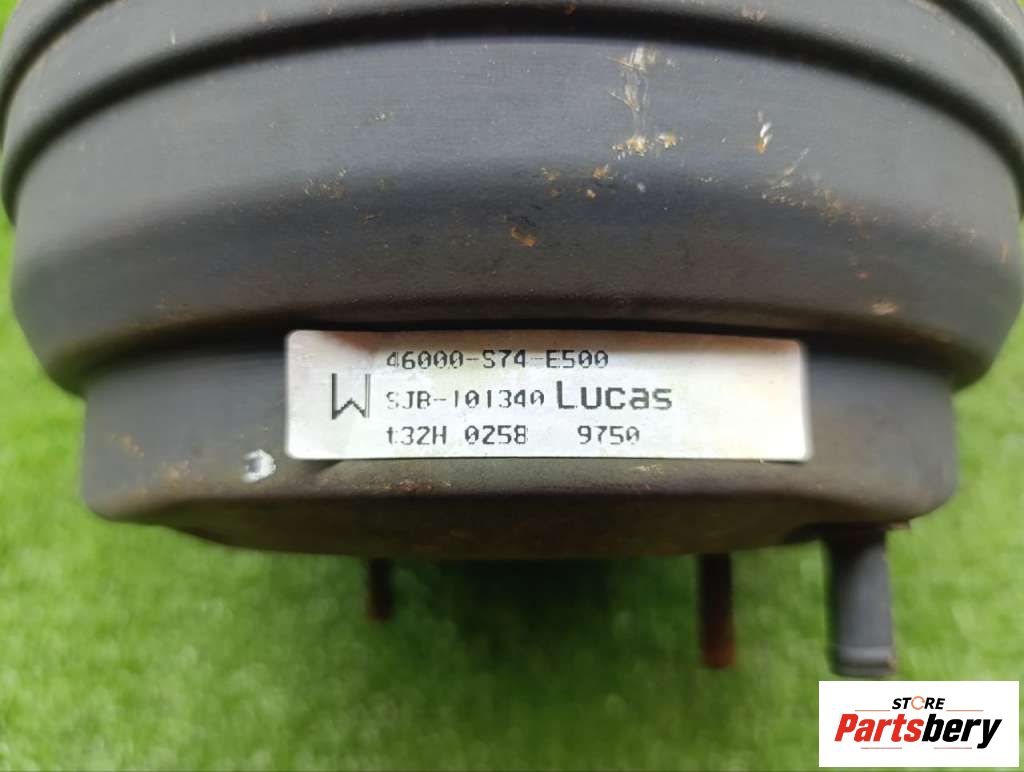 46000-S74-E500
W SJB-101340 Lucas
t32H 0258 9750
STORE
Partsbery